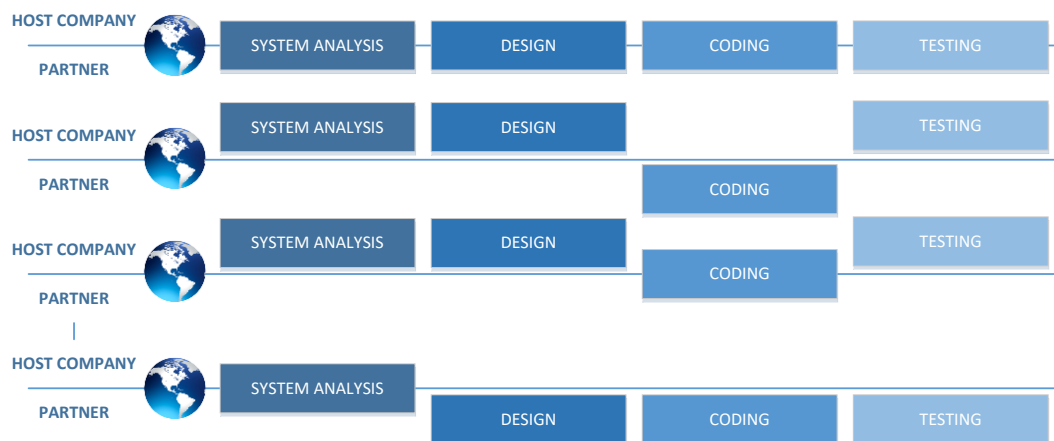 HOST COMPANY
SYSTEM ANALYSIS DESIGN CODING TESTING
PARTNER
SYSTEM ANALYSIS DESIGN TESTING
HOST COMPANY
PARTNER
CODING
SYSTEM ANALYSIS DESIGN TESTING
HOST COMPANY
CODING
PARTNER
HOST COMPANY
SYSTEM ANALYSIS
PARTNER
DESIGN CODING TESTING